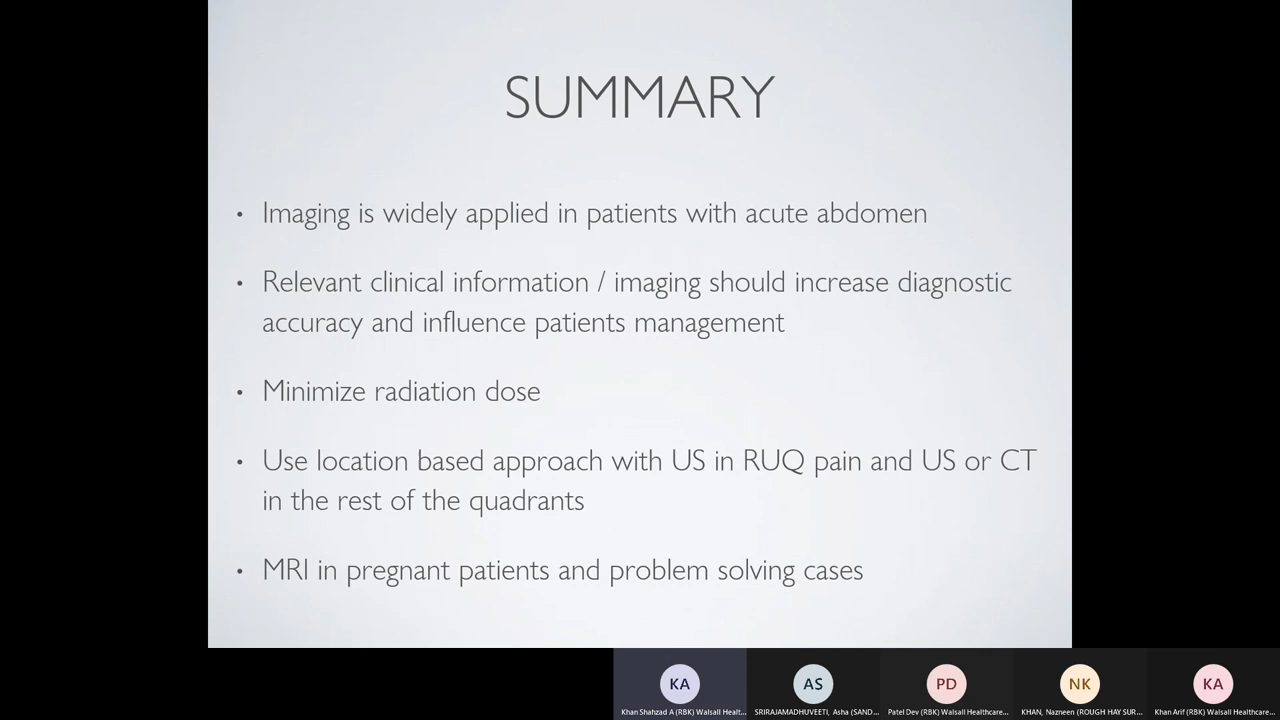 SUMMARY
• Imaging is widely applied in patients with acute abdomen
• Relevant clinical information / imaging should increase diagnostic
accuracy and influence patients management
• Minimize radiation dose
• Use location based approach with US in RUQ pain and US or CT
in the rest of the quadrants
• MRI in pregnant patients and problem solving cases
KA AS PD NK KA
Khan Shahzad A (RBK) Walsall Healt... SRIRAJAMADHUVEETI, Asha (SAND... Patel Dev (RBK) Walsall Healthcare... KHAN, Nazneen (ROUGH HAY SUR... Khan Arif (RBK) Walsall Healthcare...